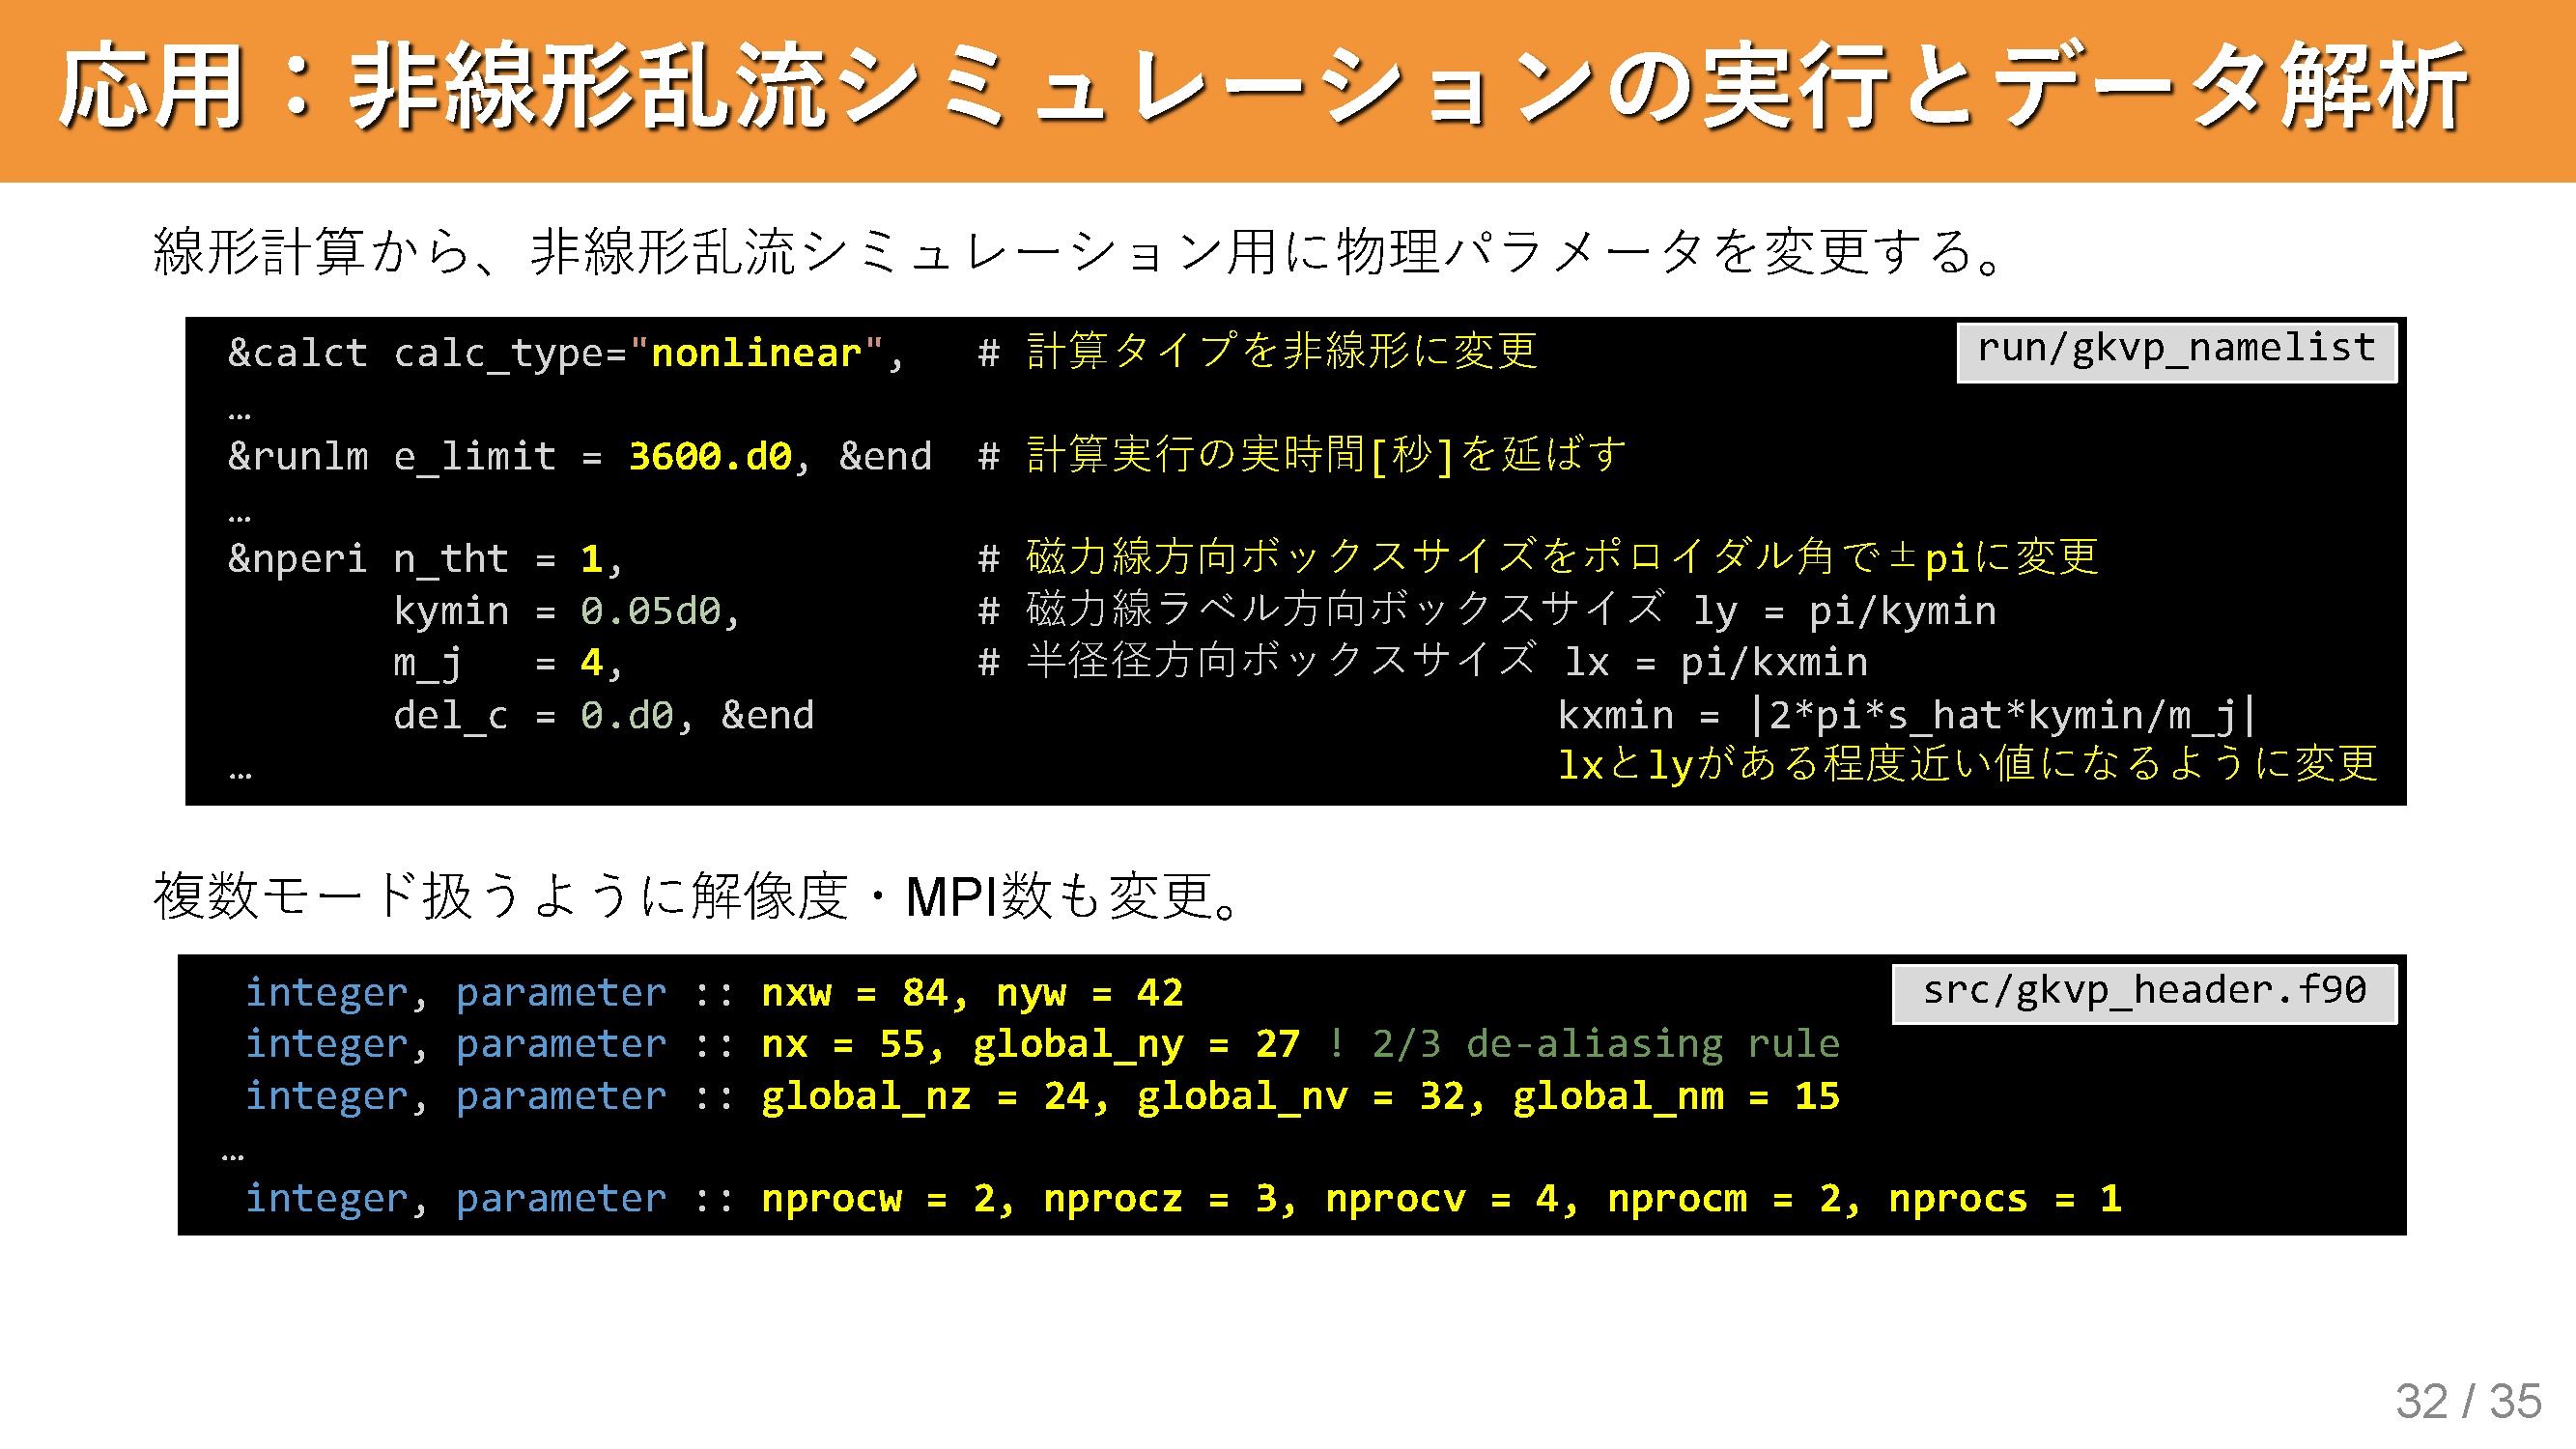 応用：非線形乱流シミュレーションの実行とデータ解析
線形計算から、非線形乱流シミュレーション用に物理パラメータを変更する。
run/gkvp_namelist
&calct calc_type="nonlinear", # 計算タイプを非線形に変更
…
&runlm e_limit = 3600.d0, &end # 計算実行の実時間[秒]を延ばす
…
&nperi n_tht = 1, # 磁力線方向ボックスサイズをポロイダル角で±piに変更
kymin = 0.05d0, # 磁力線ラベル方向ボックスサイズ ly = pi/kymin
m_j = 4, # 半径径方向ボックスサイズ lx = pi/kxmin
del_c = 0.d0, &end kxmin = |2*pi*s_hat*kymin/m_j|
… lxとlyがある程度近い値になるように変更
複数モード扱うように解像度・MPI数も変更。
src/gkvp_header.f90
integer, parameter :: nxw = 84, nyw = 42
integer, parameter :: nx = 55, global_ny = 27 ! 2/3 de-aliasing rule
integer, parameter :: global_nz = 24, global_nv = 32, global_nm = 15
…
integer, parameter :: nprocw = 2, nprocz = 3, nprocv = 4, nprocm = 2, nprocs = 1
32 / 35